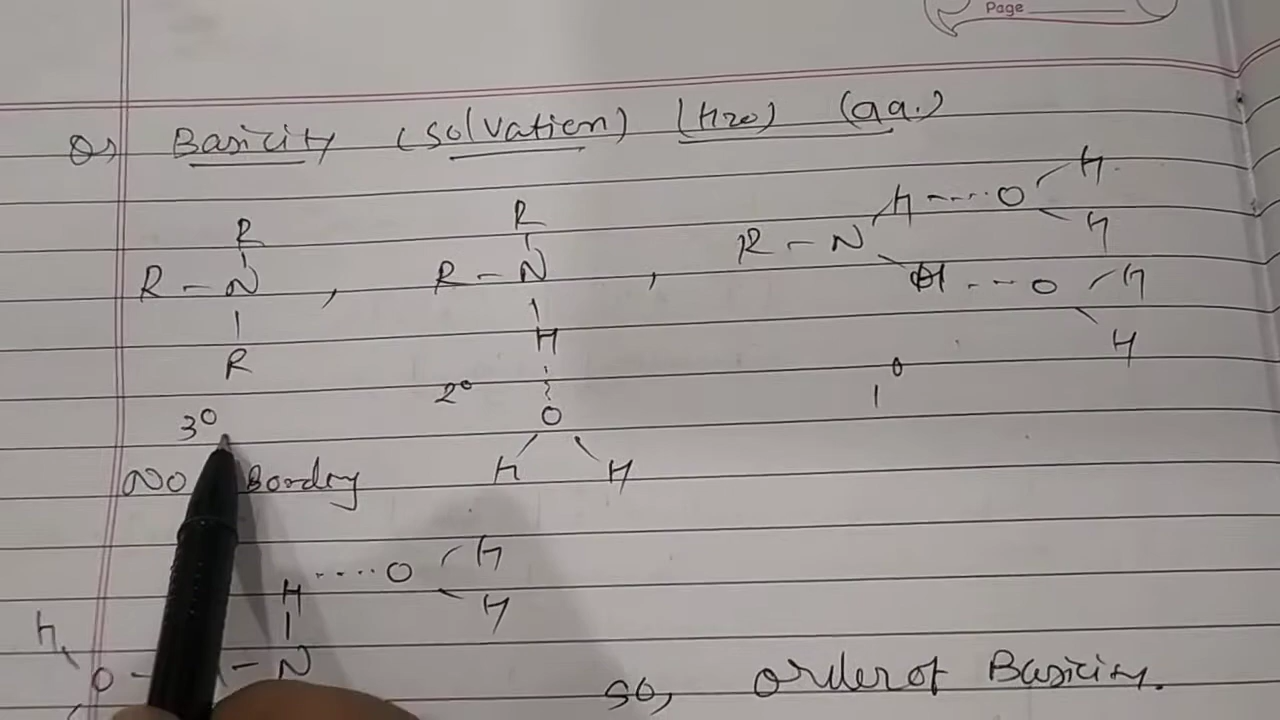 Page
Q) Basicity (solvation) (H2O) (aq.)
R H ---- O H
R R - N H
R - N , R - N , H --- O H
R H H
3° 2° O 1°
No Bonding H H
H ---- O H
H H
H, O - - N so, order of Basicity.